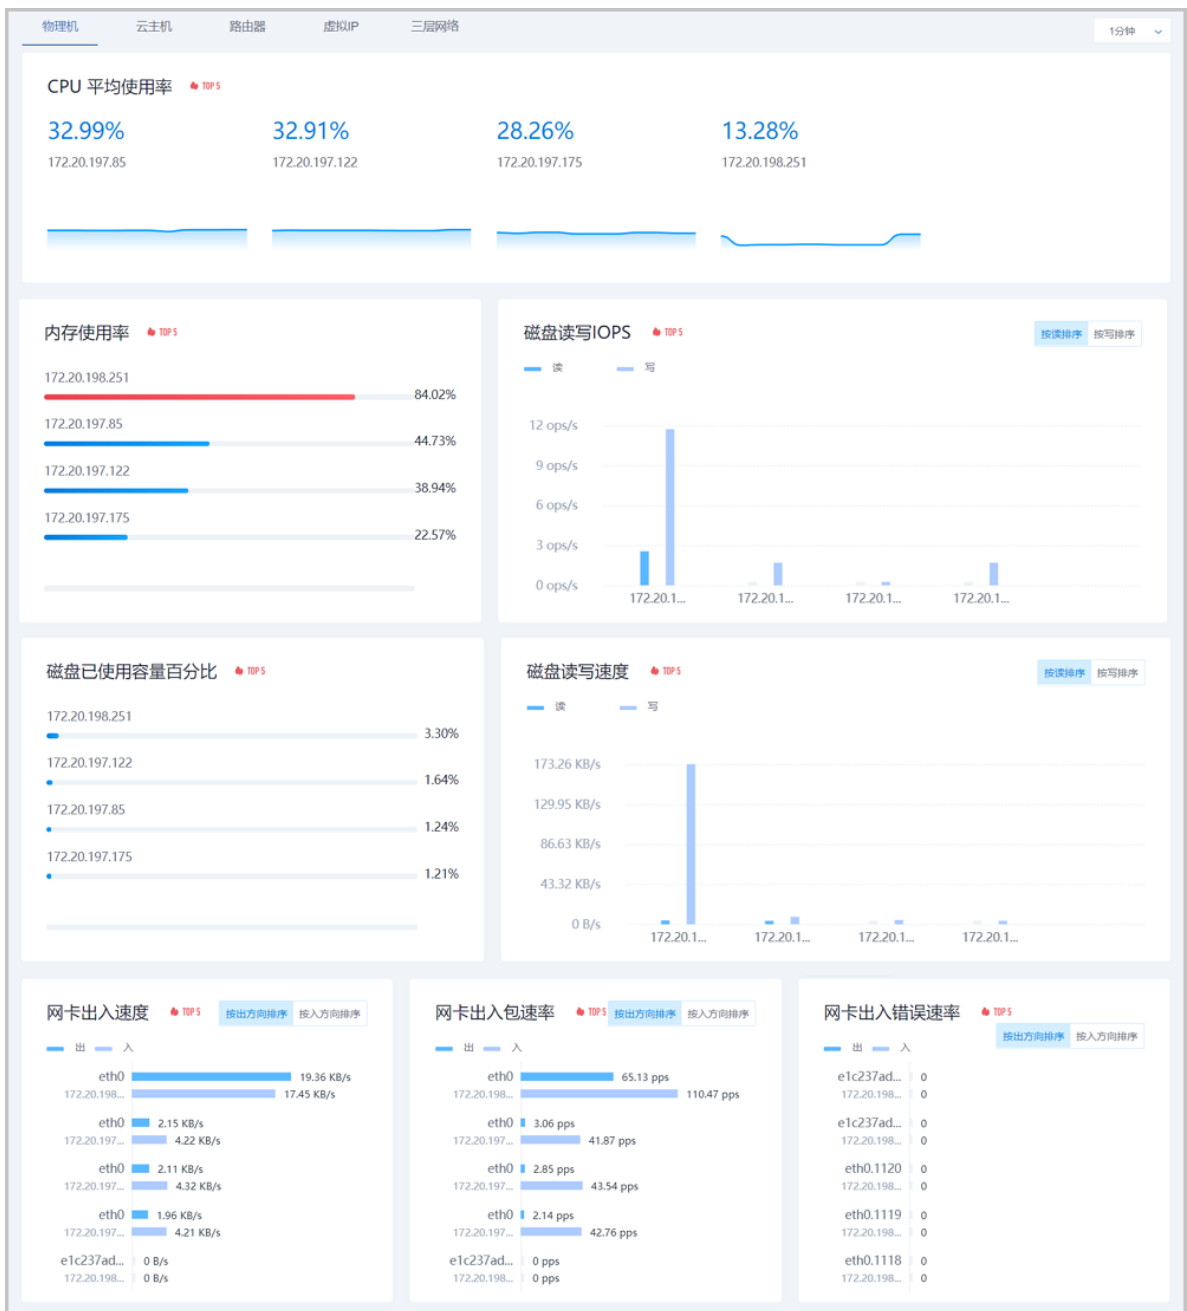 物理机 云主机 路由器 虚拟IP 三层网络 1分钟
CPU 平均使用率 TOP 5
32.99% 32.91% 28.26% 13.28%
172.20.197.85 172.20.197.122 172.20.197.175 172.20.198.251
内存使用率 TOP 5
172.20.198.251
84.02%
172.20.197.85
44.73%
172.20.197.122
38.94%
172.20.197.175
22.57%
磁盘读写IOPS TOP 5 按读排序 按写排序
读 写
12 ops/s
9 ops/s
6 ops/s
3 ops/s
0 ops/s
172.20.1... 172.20.1... 172.20.1... 172.20.1...
磁盘已使用容量百分比 TOP 5
172.20.198.251
3.30%
172.20.197.122
1.64%
172.20.197.85
1.24%
172.20.197.175
1.21%
磁盘读写速度 TOP 5 按读排序 按写排序
读 写
173.26 KB/s
129.95 KB/s
86.63 KB/s
43.32 KB/s
0 B/s
172.20.1... 172.20.1... 172.20.1... 172.20.1...
网卡出入速度 TOP 5 按出方向排序 按入方向排序
出 入
eth0 19.36 KB/s
172.20.198... 17.45 KB/s
eth0 2.15 KB/s
172.20.197... 4.22 KB/s
eth0 2.11 KB/s
172.20.197... 4.32 KB/s
eth0 1.96 KB/s
172.20.197... 4.21 KB/s
e1c237ad... 0 B/s
172.20.198... 0 B/s
网卡出入包速率 TOP 5 按出方向排序 按入方向排序
出 入
eth0 65.13 pps
172.20.198... 110.47 pps
eth0 3.06 pps
172.20.197... 41.87 pps
eth0 2.85 pps
172.20.197... 43.54 pps
eth0 2.14 pps
172.20.197... 42.76 pps
e1c237ad... 0 pps
172.20.198... 0 pps
网卡出入错误速率 TOP 5
按出方向排序 按入方向排序
出 入
e1c237ad... 0
172.20.198... 0
e1c237ad... 0
172.20.198... 0
eth0.1120 0
172.20.198... 0
eth0.1119 0
172.20.198... 0
eth0.1118 0
172.20.198... 0